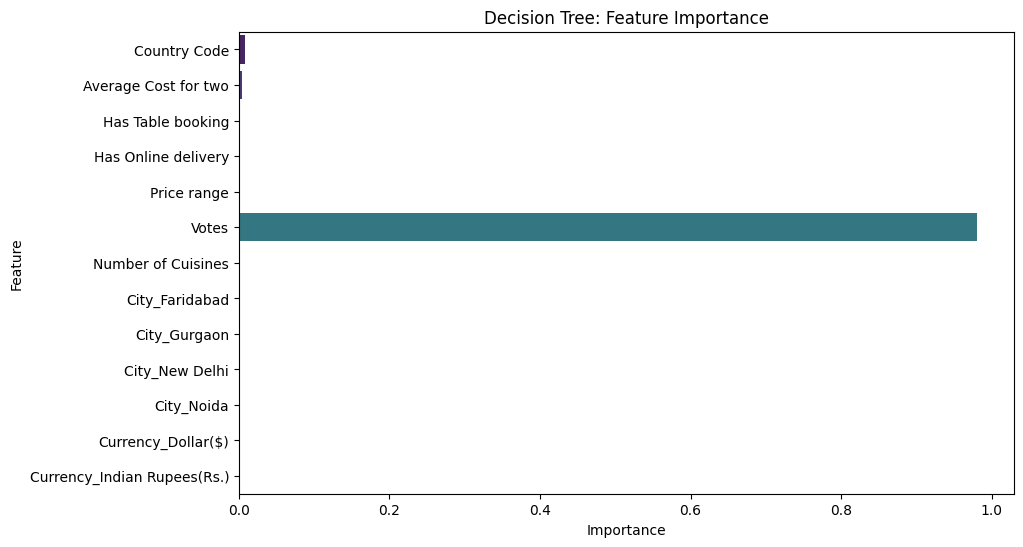 Decision Tree: Feature Importance
Country Code
Average Cost for two
Has Table booking
Has Online delivery
Price range
Votes
Number of Cuisines
City_Faridabad
City_Gurgaon
City_New Delhi
City_Noida
Currency_Dollar($)
Currency_Indian Rupees(Rs.)
Feature
0.0 0.2 0.4 0.6 0.8 1.0
Importance